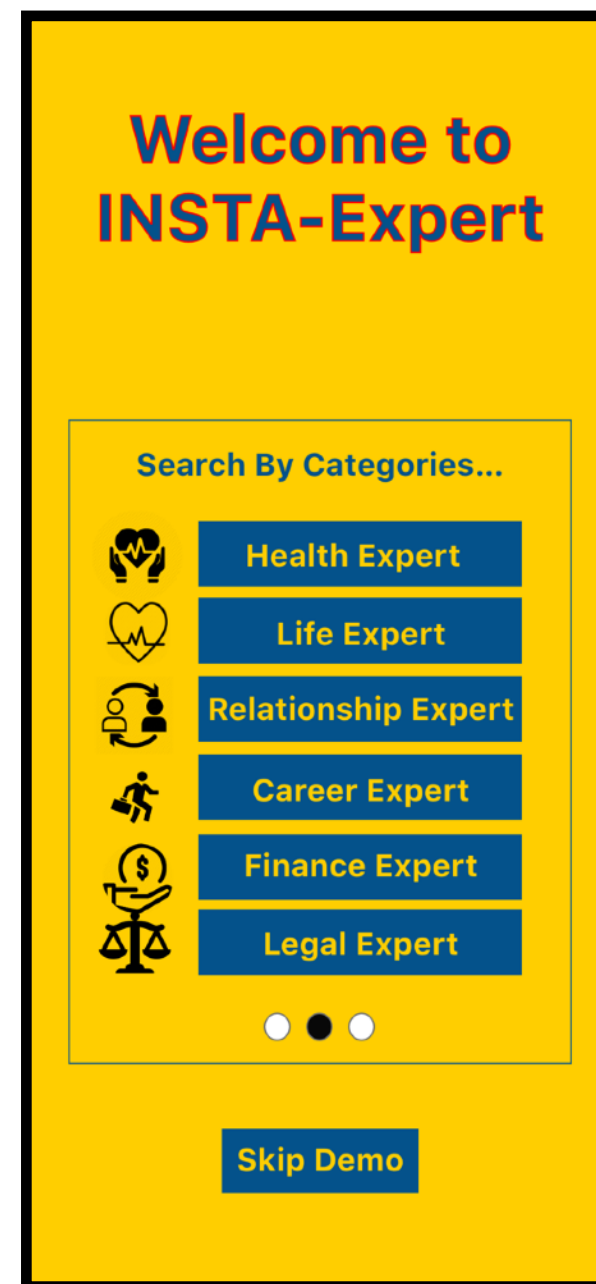 Welcome to
INSTA-Expert
Search By Categories...
Health Expert
Life Expert
Relationship Expert
Career Expert
$
Finance Expert
Legal Expert
Skip Demo